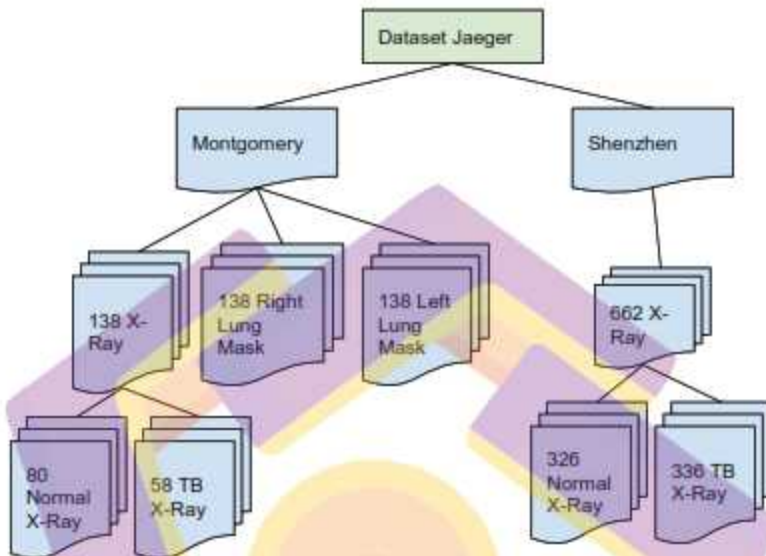 Dataset Jaeger
Montgomery
Shenzhen
138 X-
Ray
138 Right
Lung
Mask
138 Left
Lung
Mask
662 X-
Ray
80
Normal
X-Ray
58 TB
X-Ray
326
Normal
X-Ray
336 TB
X-Ray